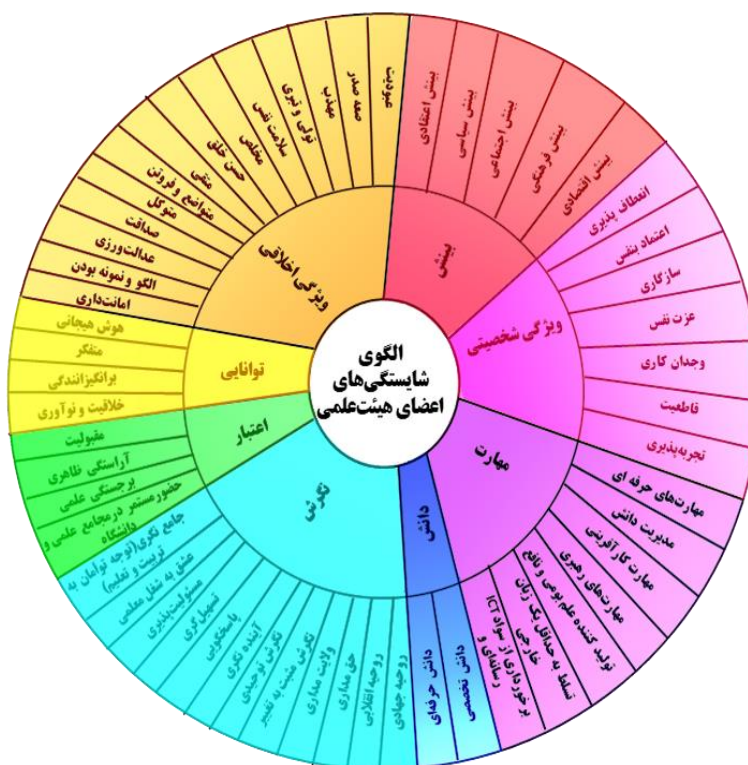 الگوی
شایستگی‌های
اعضای هیئت‌علمی
بینش
بینش اعتقادی
بینش سیاسی
بینش اجتماعی
بینش فرهنگی
بینش اقتصادی
ویژگی شخصیتی
انعطاف پذیری
اعتماد بنفس
سازگاری
عزت نفس
وجدان کاری
قاطعیت
تجربه‌پذیری
مهارت
مهارت‌های حرفه ای
مدیریت دانش
مهارت کارآفرینی
مهارت‌های رهبری
تولید کننده علم بومی و نافع
تسلط به حداقل یک زبان
خارجی
برخورداری از سواد ICT
رسانه‌ای و
دانش
دانش تخصصی
دانش حرفه‌ای
نگرش
روحیه جهادی
روحیه انقلابی
حق مداری
ولایت مداری
نگرش مثبت به تغییر
نگرش توحیدی
آینده نگری
پاسخگویی
تسهیل‌گری
مسئولیت‌پذیری
عشق به شغل معلمی
جامع نگری(توجه توأمان به
تربیت و تعلیم)
اعتبار
حضور مستمر در مجامع علمی و
دانشگاه
برجستگی علمی
آراستگی ظاهری
مقبولیت
توانایی
خلاقیت و نوآوری
برانگیزانندگی
متفکر
هوش هیجانی
ویژگی اخلاقی
امانت‌داری
الگو و نمونه بودن
عدالت‌ورزی
صداقت
متوکل
متواضع و فروتن
متقی
حسن خلق
مخلص
سلامت نفس
تولی و تبری
مهذب
صعه صدر
عبودیت